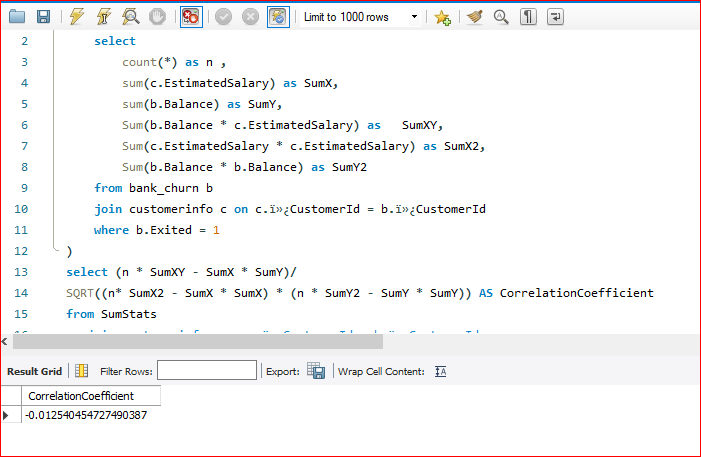 Limit to 1000 rows
2 select
3 count(*) as n ,
4 sum(c.EstimatedSalary) as SumX,
5 sum(b.Balance) as SumY,
6 Sum(b.Balance * c.EstimatedSalary) as SumXY,
7 Sum(c.EstimatedSalary * c.EstimatedSalary) as SumX2,
8 Sum(b.Balance * b.Balance) as SumY2
9 from bank_churn b
10 join customerinfo c on c.ï»¿CustomerId = b.ï»¿CustomerId
11 where b.Exited = 1
12 )
13 select (n * SumXY - SumX * SumY)/
14 SQRT((n* SumX2 - SumX * SumX) * (n * SumY2 - SumY * SumY)) AS CorrelationCoefficient
15 from SumStats
Result Grid Filter Rows: Export: Wrap Cell Content:
CorrelationCoefficient
-0.012540454727490387